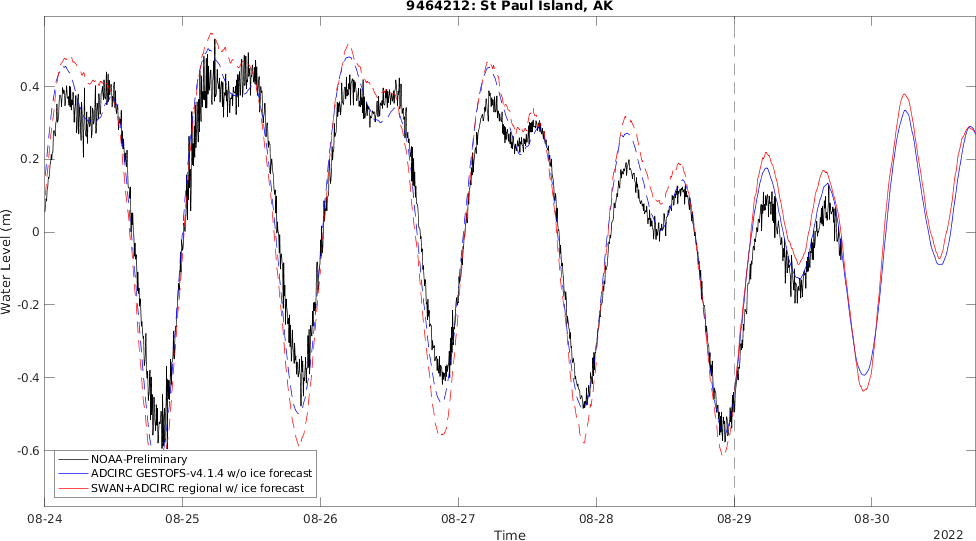 9464212: St Paul Island, AK
Water Level (m)
0.4
0.2
0
-0.2
-0.4
-0.6
NOAA-Preliminary
ADCIRC GESTOFS-v4.1.4 w/o ice forecast
SWAN+ADCIRC regional w/ ice forecast
08-24 08-25 08-26 08-27 08-28 08-29 08-30
Time
2022